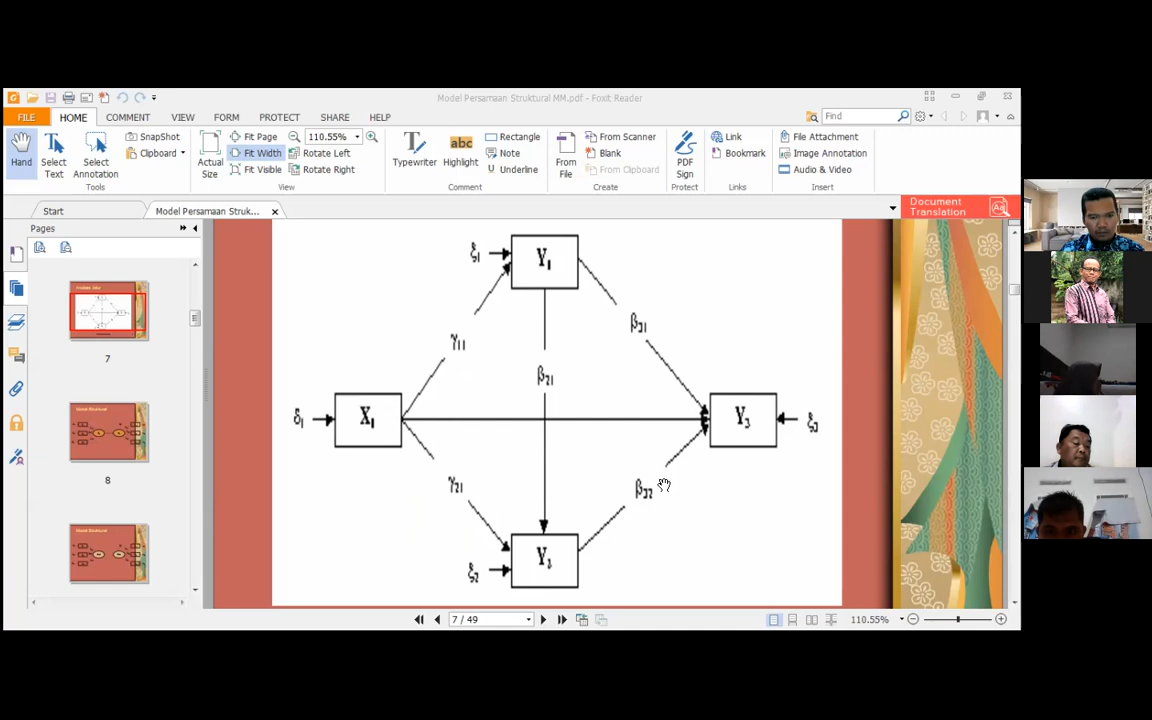 Model Persamaan Struktural MM.pdf - Foxit Reader
FILE HOME COMMENT VIEW FORM PROTECT SHARE HELP
Find
Hand
Select Text
Select Annotation
SnapShot
Clipboard
Tools
Actual Size
Fit Page
Fit Width
Fit Visible
110.55%
Rotate Left
Rotate Right
View
Typewriter
Highlight
Rectangle
Note
Underline
Comment
From File
From Scanner
Blank
From Clipboard
Create
PDF Sign
Protect
Link
Bookmark
Links
File Attachment
Image Annotation
Audio & Video
Insert
Start
Model Persamaan Struk...
Document Translation
Pages
7
8
ξ1
Y1
γ11
β31
β21
δ1
X1
Y3
ξ3
γ21
β32
ξ2
Y3
7 / 49
110.55%